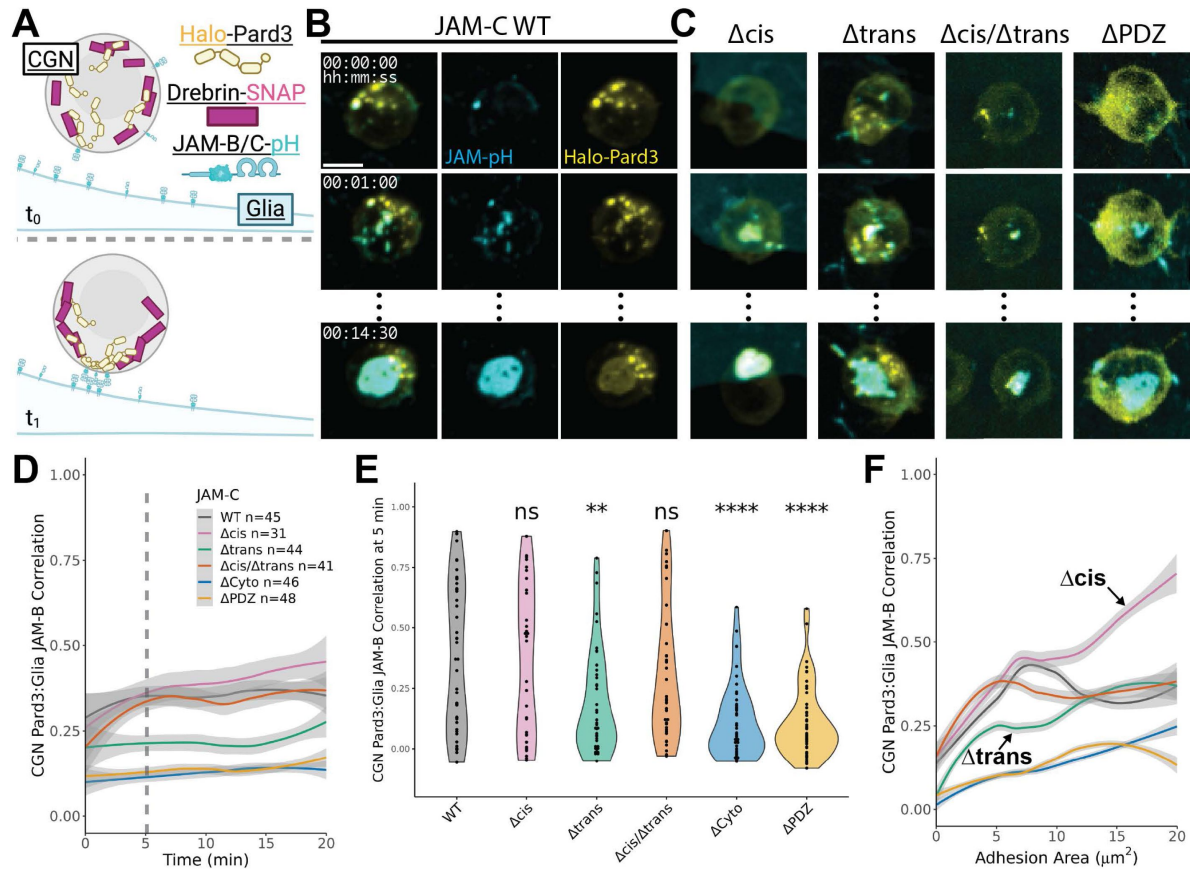 A
CGN
Halo-Pard3
Drebrin-SNAP
JAM-B/C-pH
Glia
t0
t1
B
JAM-C WT
00:00:00
hh:mm:ss
JAM-pH
Halo-Pard3
00:01:00
00:14:30
C
Δcis
Δtrans
Δcis/Δtrans
ΔPDZ
D
CGN Pard3:Glia JAM-B Correlation
1.00
0.75
0.50
0.25
0.00
JAM-C
WT n=45
Δcis n=31
Δtrans n=44
Δcis/Δtrans n=41
ΔCyto n=46
ΔPDZ n=48
0
5
10
15
20
Time (min)
E
CGN Pard3:Glia JAM-B Correlation at 5 min
1.00
0.75
0.50
0.25
0.00
ns
**
ns
****
****
WT
Δcis
Δtrans
Δcis/Δtrans
ΔCyto
ΔPDZ
F
CGN Pard3:Glia JAM-B Correlation
1.00
0.75
0.50
0.25
0.00
Δcis
Δtrans
0
5
10
15
20
Adhesion Area (μm²)